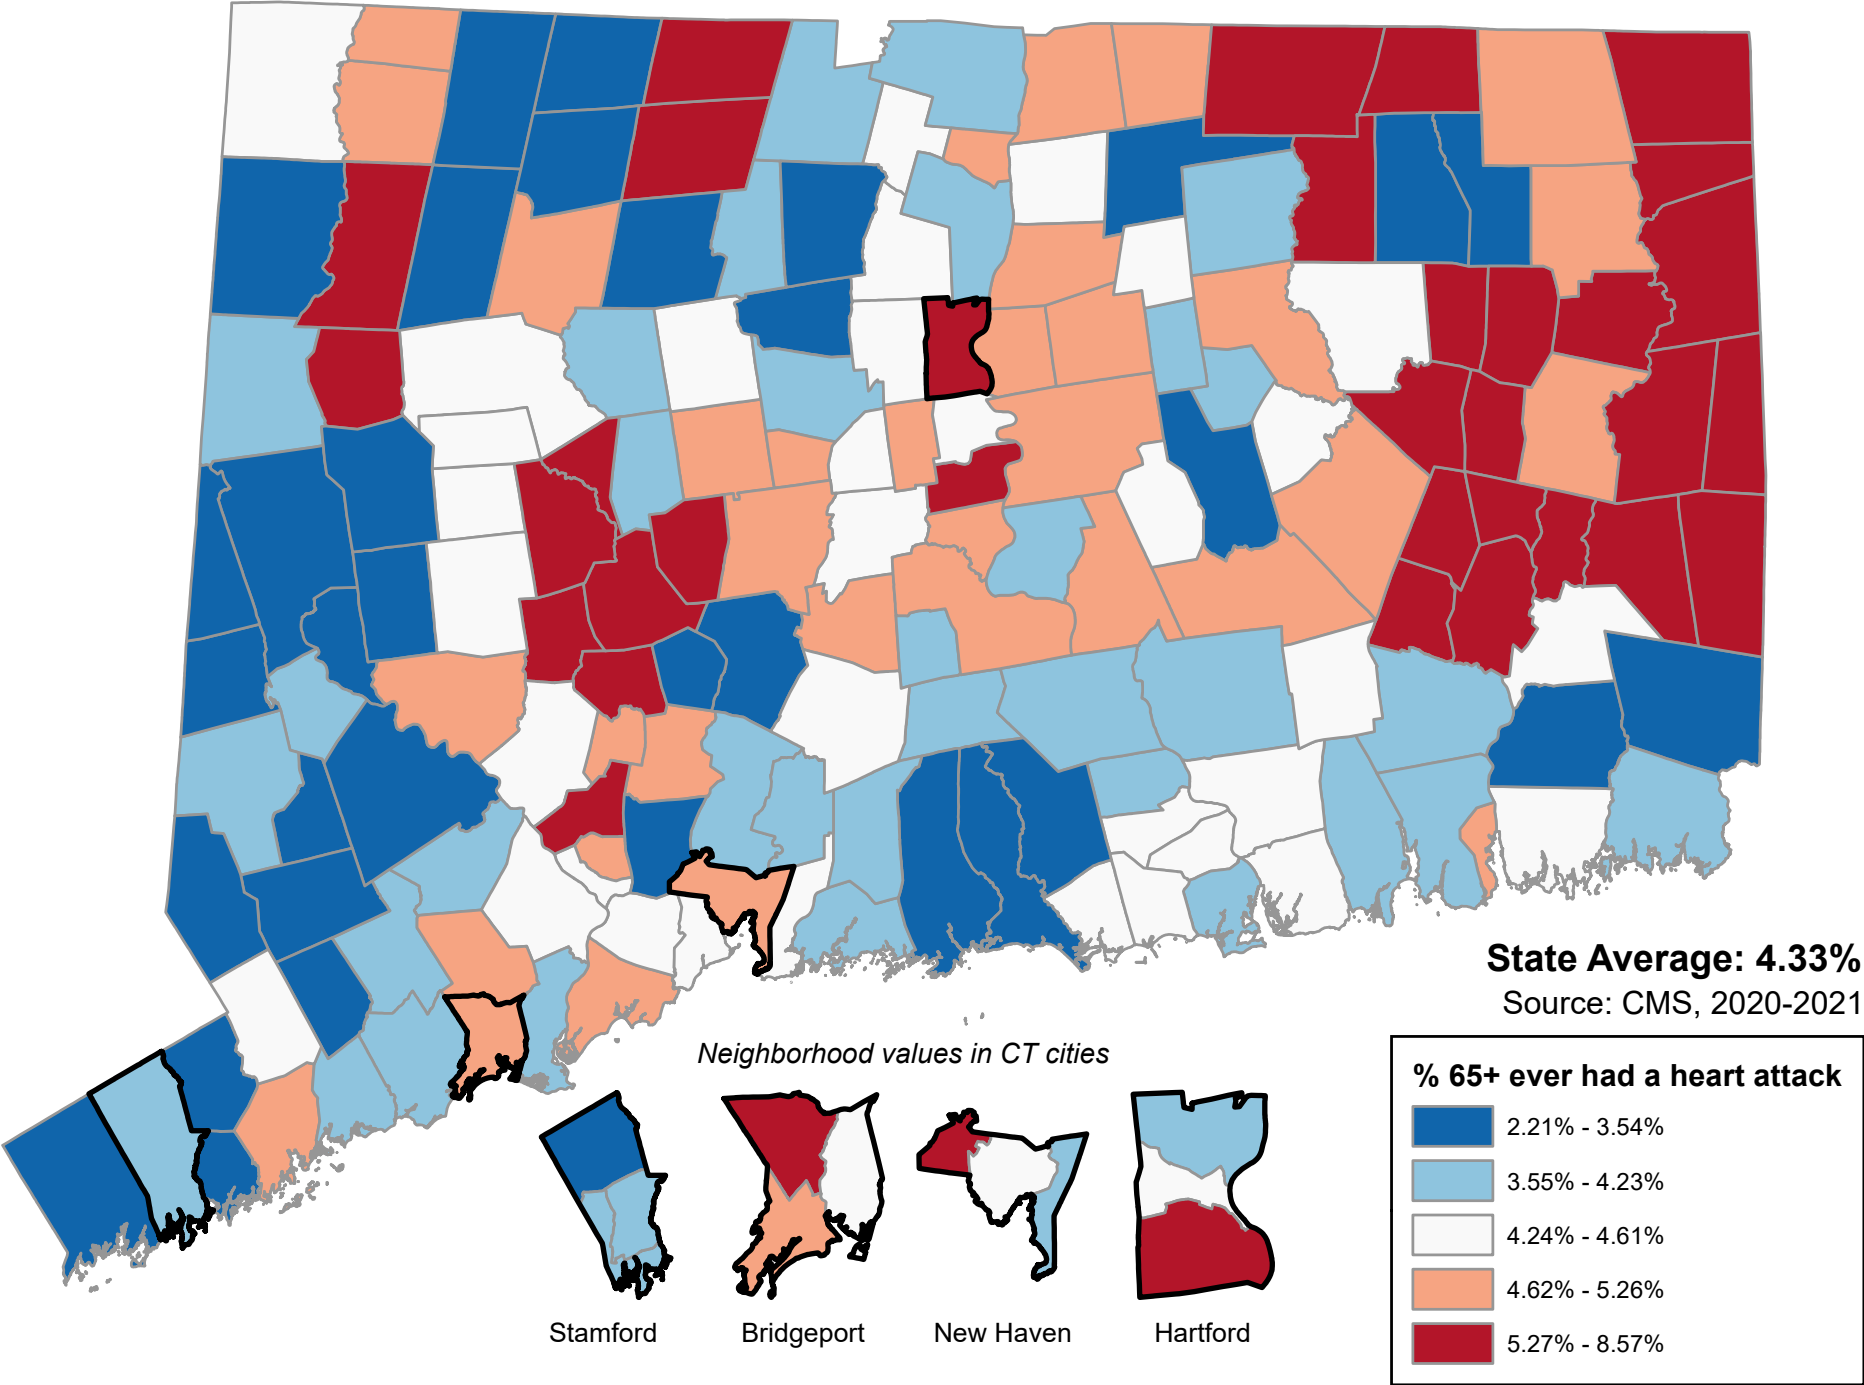 State Average: 4.33%
Source: CMS, 2020-2021
Neighborhood values in CT cities
% 65+ ever had a heart attack
2.21% - 3.54%
3.55% - 4.23%
4.24% - 4.61%
4.62% - 5.26%
5.27% - 8.57%
Stamford
Bridgeport
New Haven
Hartford